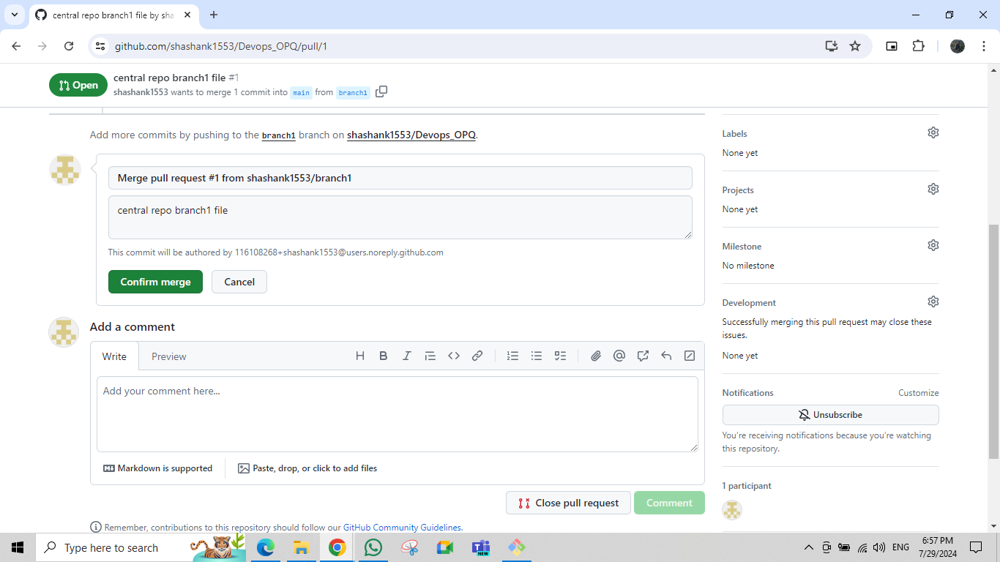 central repo branch1 file by sha
github.com/shashank1553/Devops_OPQ/pull/1
Open
central repo branch1 file #1
shashank1553 wants to merge 1 commit into main from branch1
Add more commits by pushing to the branch1 branch on shashank1553/Devops_OPQ.
Merge pull request #1 from shashank1553/branch1
central repo branch1 file
This commit will be authored by 116108268+shashank1553@users.noreply.github.com
Confirm merge
Cancel
Add a comment
Write
Preview
Add your comment here...
Markdown is supported
Paste, drop, or click to add files
Close pull request
Comment
Remember, contributions to this repository should follow our GitHub Community Guidelines.
Labels
None yet
Projects
None yet
Milestone
No milestone
Development
Successfully merging this pull request may close these
issues.
None yet
Notifications
Customize
Unsubscribe
You're receiving notifications because you're watching
this repository.
1 participant
Type here to search
NEW
ENG
6:57 PM
7/29/2024